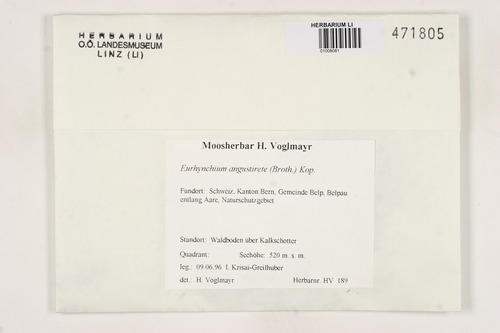 HERBARIUM
O.Ö. LANDESMUSEUM
LINZ (LI)
HERBARIUM LI
471805
Moosherbar H. Voglmayr
Eurhynchium angustirete (Broth.) Kop.
Fundort: Schweiz, Kanton Bern, Gemeinde Belp, Belpau
entlang Aare, Naturschutzgebiet
Standort: Waldboden über Kalkschotter
Quadrant: Seehöhe: 520 m. s. m.
leg.: 09.06.96 I. Krisai-Greilhuber
det.: H. Voglmayr Herbarnr. HV 189